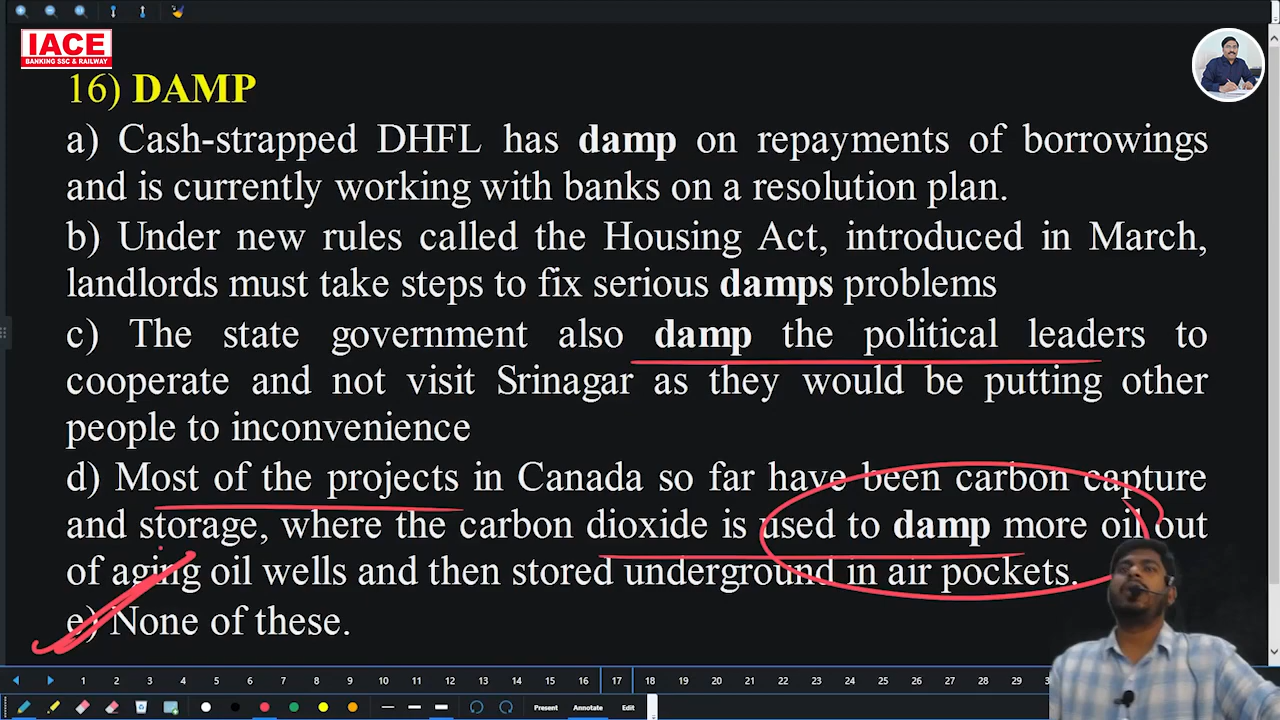 IACE
BANKING SSC & RAILWAY
16) DAMP
a) Cash-strapped DHFL has damp on repayments of borrowings
and is currently working with banks on a resolution plan.
b) Under new rules called the Housing Act, introduced in March,
landlords must take steps to fix serious damps problems
c) The state government also damp the political leaders to
cooperate and not visit Srinagar as they would be putting other
people to inconvenience
d) Most of the projects in Canada so far have been carbon capture
and storage, where the carbon dioxide is used to damp more oil out
of aging oil wells and then stored underground in air pockets.
e) None of these.
1 2 3 4 5 6 7 8 9 10 11 12 13 14 15 16 17 18 19 20 21 22 23 24 25 26 27 28 29
Present Annotate Edit